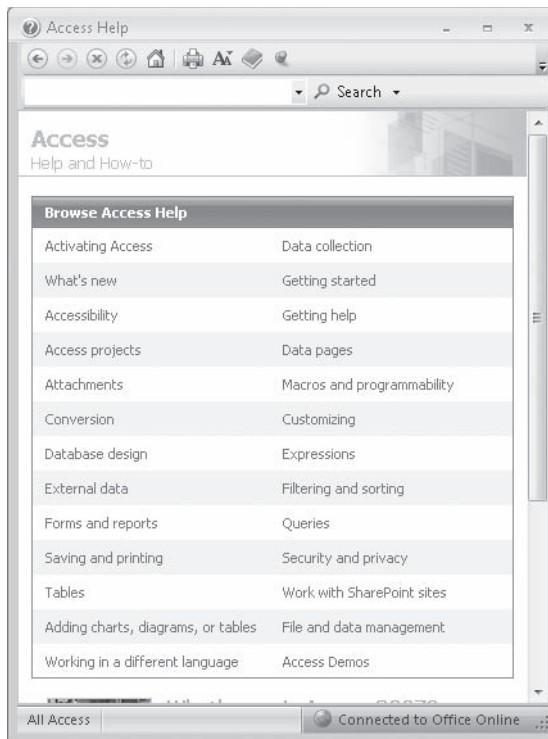 Access Help
Search
Access
Help and How-to
Browse Access Help
Activating Access Data collection
What's new Getting started
Accessibility Getting help
Access projects Data pages
Attachments Macros and programmability
Conversion Customizing
Database design Expressions
External data Filtering and sorting
Forms and reports Queries
Saving and printing Security and privacy
Tables Work with SharePoint sites
Adding charts, diagrams, or tables File and data management
Working in a different language Access Demos
All Access Connected to Office Online